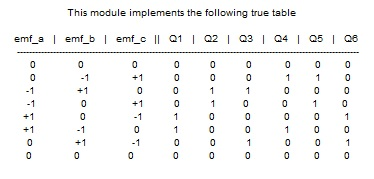 This module implements the following true table
emf_a | emf_b | emf_c || Q1 | Q2 | Q3 | Q4 | Q5 | Q6
0 0 0 0 0 0 0 0 0
0 -1 +1 0 0 0 1 1 0
-1 +1 0 0 1 1 0 0 0
-1 0 +1 0 1 0 0 1 0
+1 0 -1 1 0 0 0 0 1
+1 -1 0 1 0 0 1 0 0
0 +1 -1 0 0 1 0 0 1
0 0 0 0 0 0 0 0 0